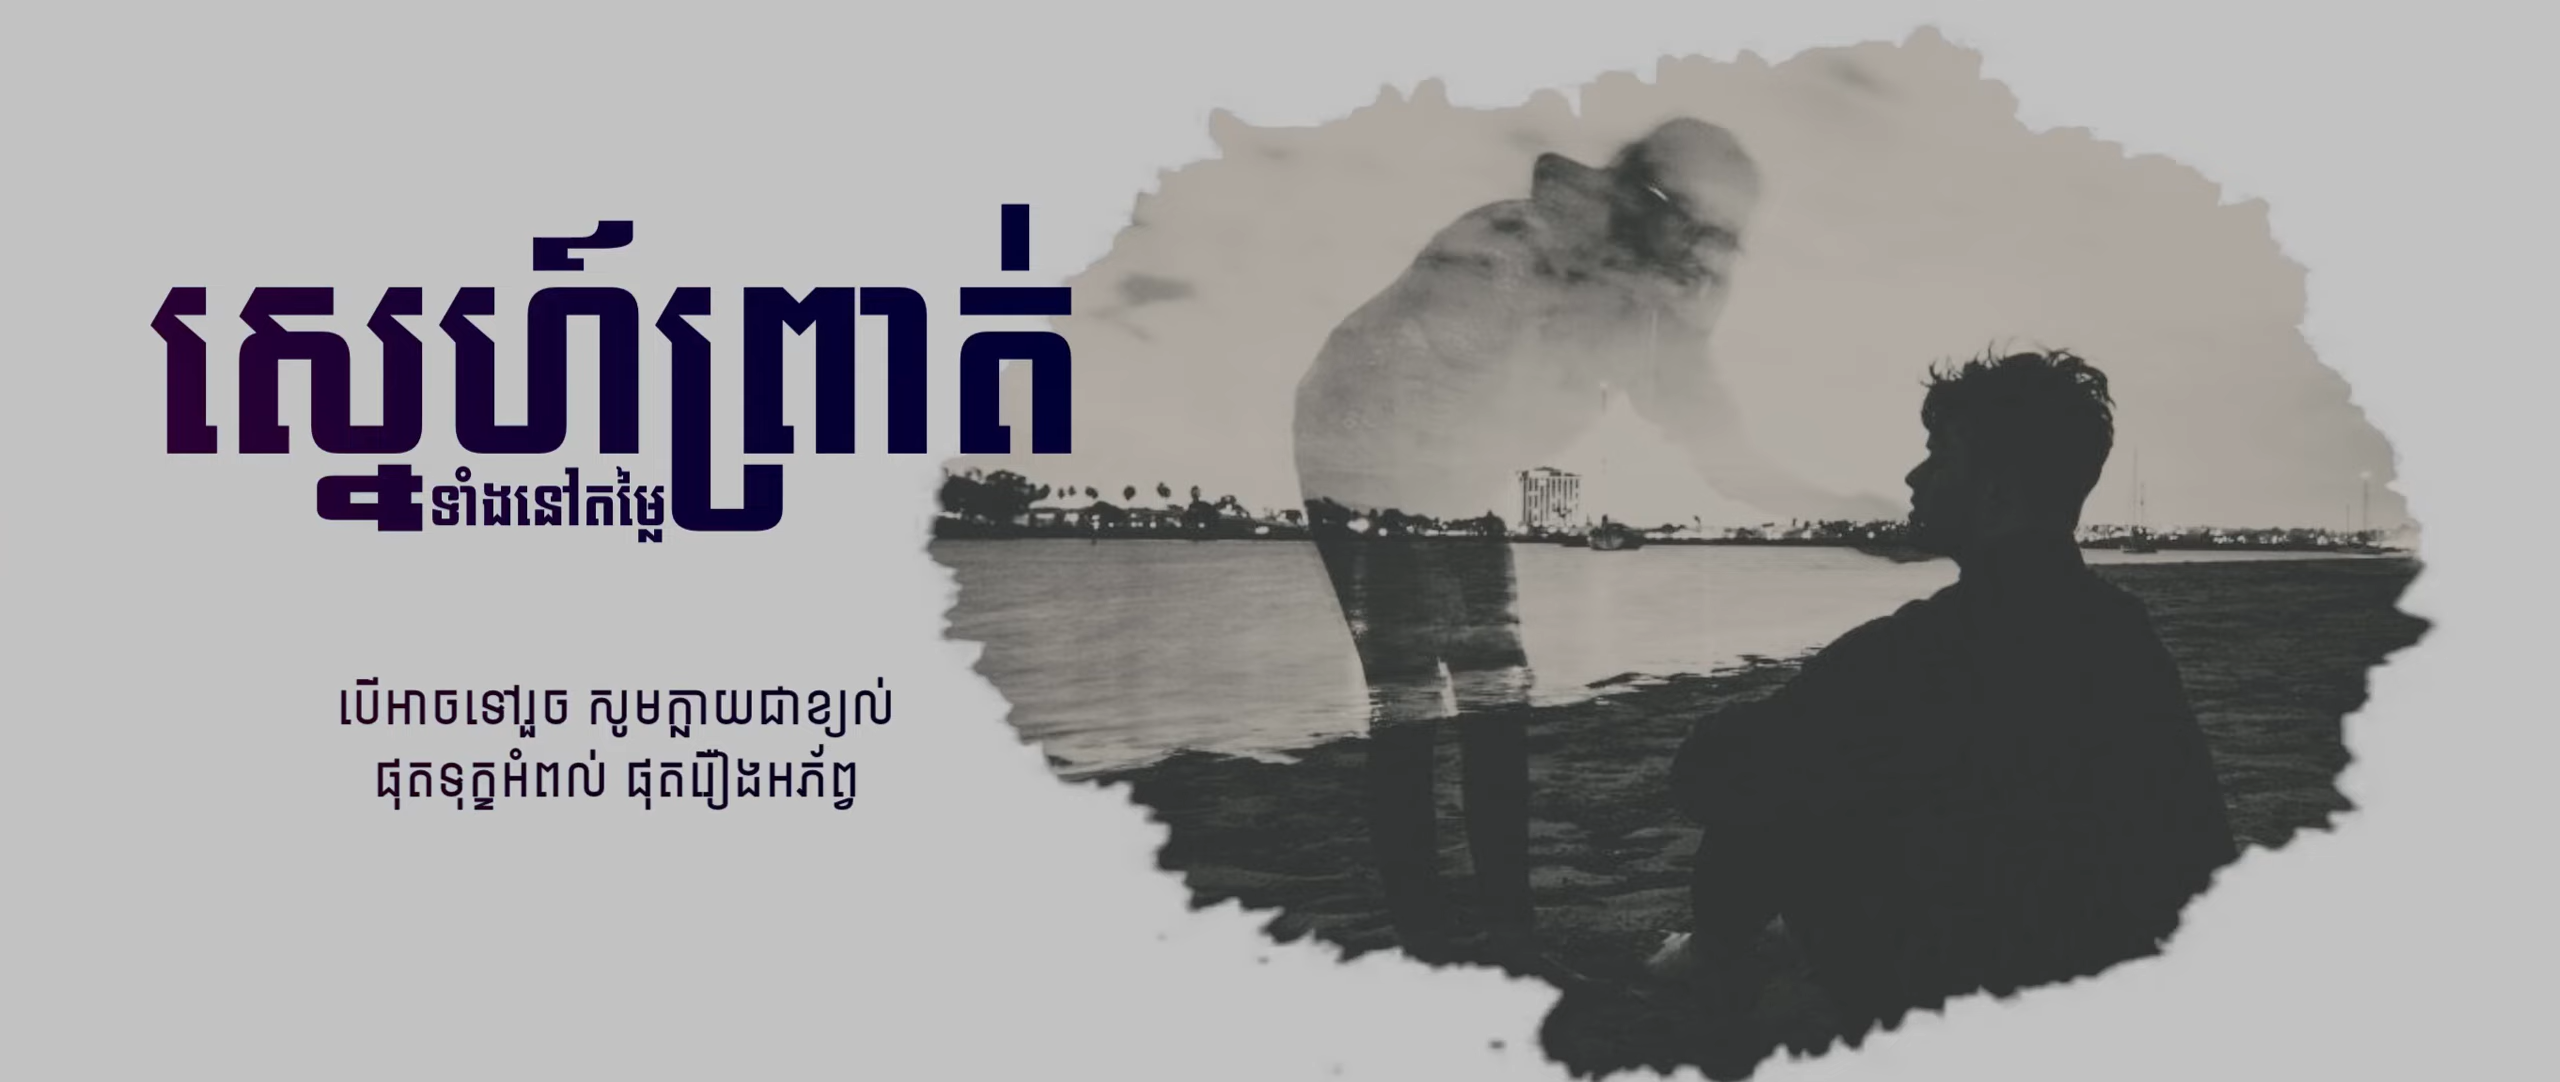 ស្នេហ៍ព្រាត់
ទាំងនៅតម្លៃ
បើអាចទៅរួច សូមក្លាយជាខ្យល់
ផុតទុក្ខអំពល់ ផុតរឿងអភ័ព្វ